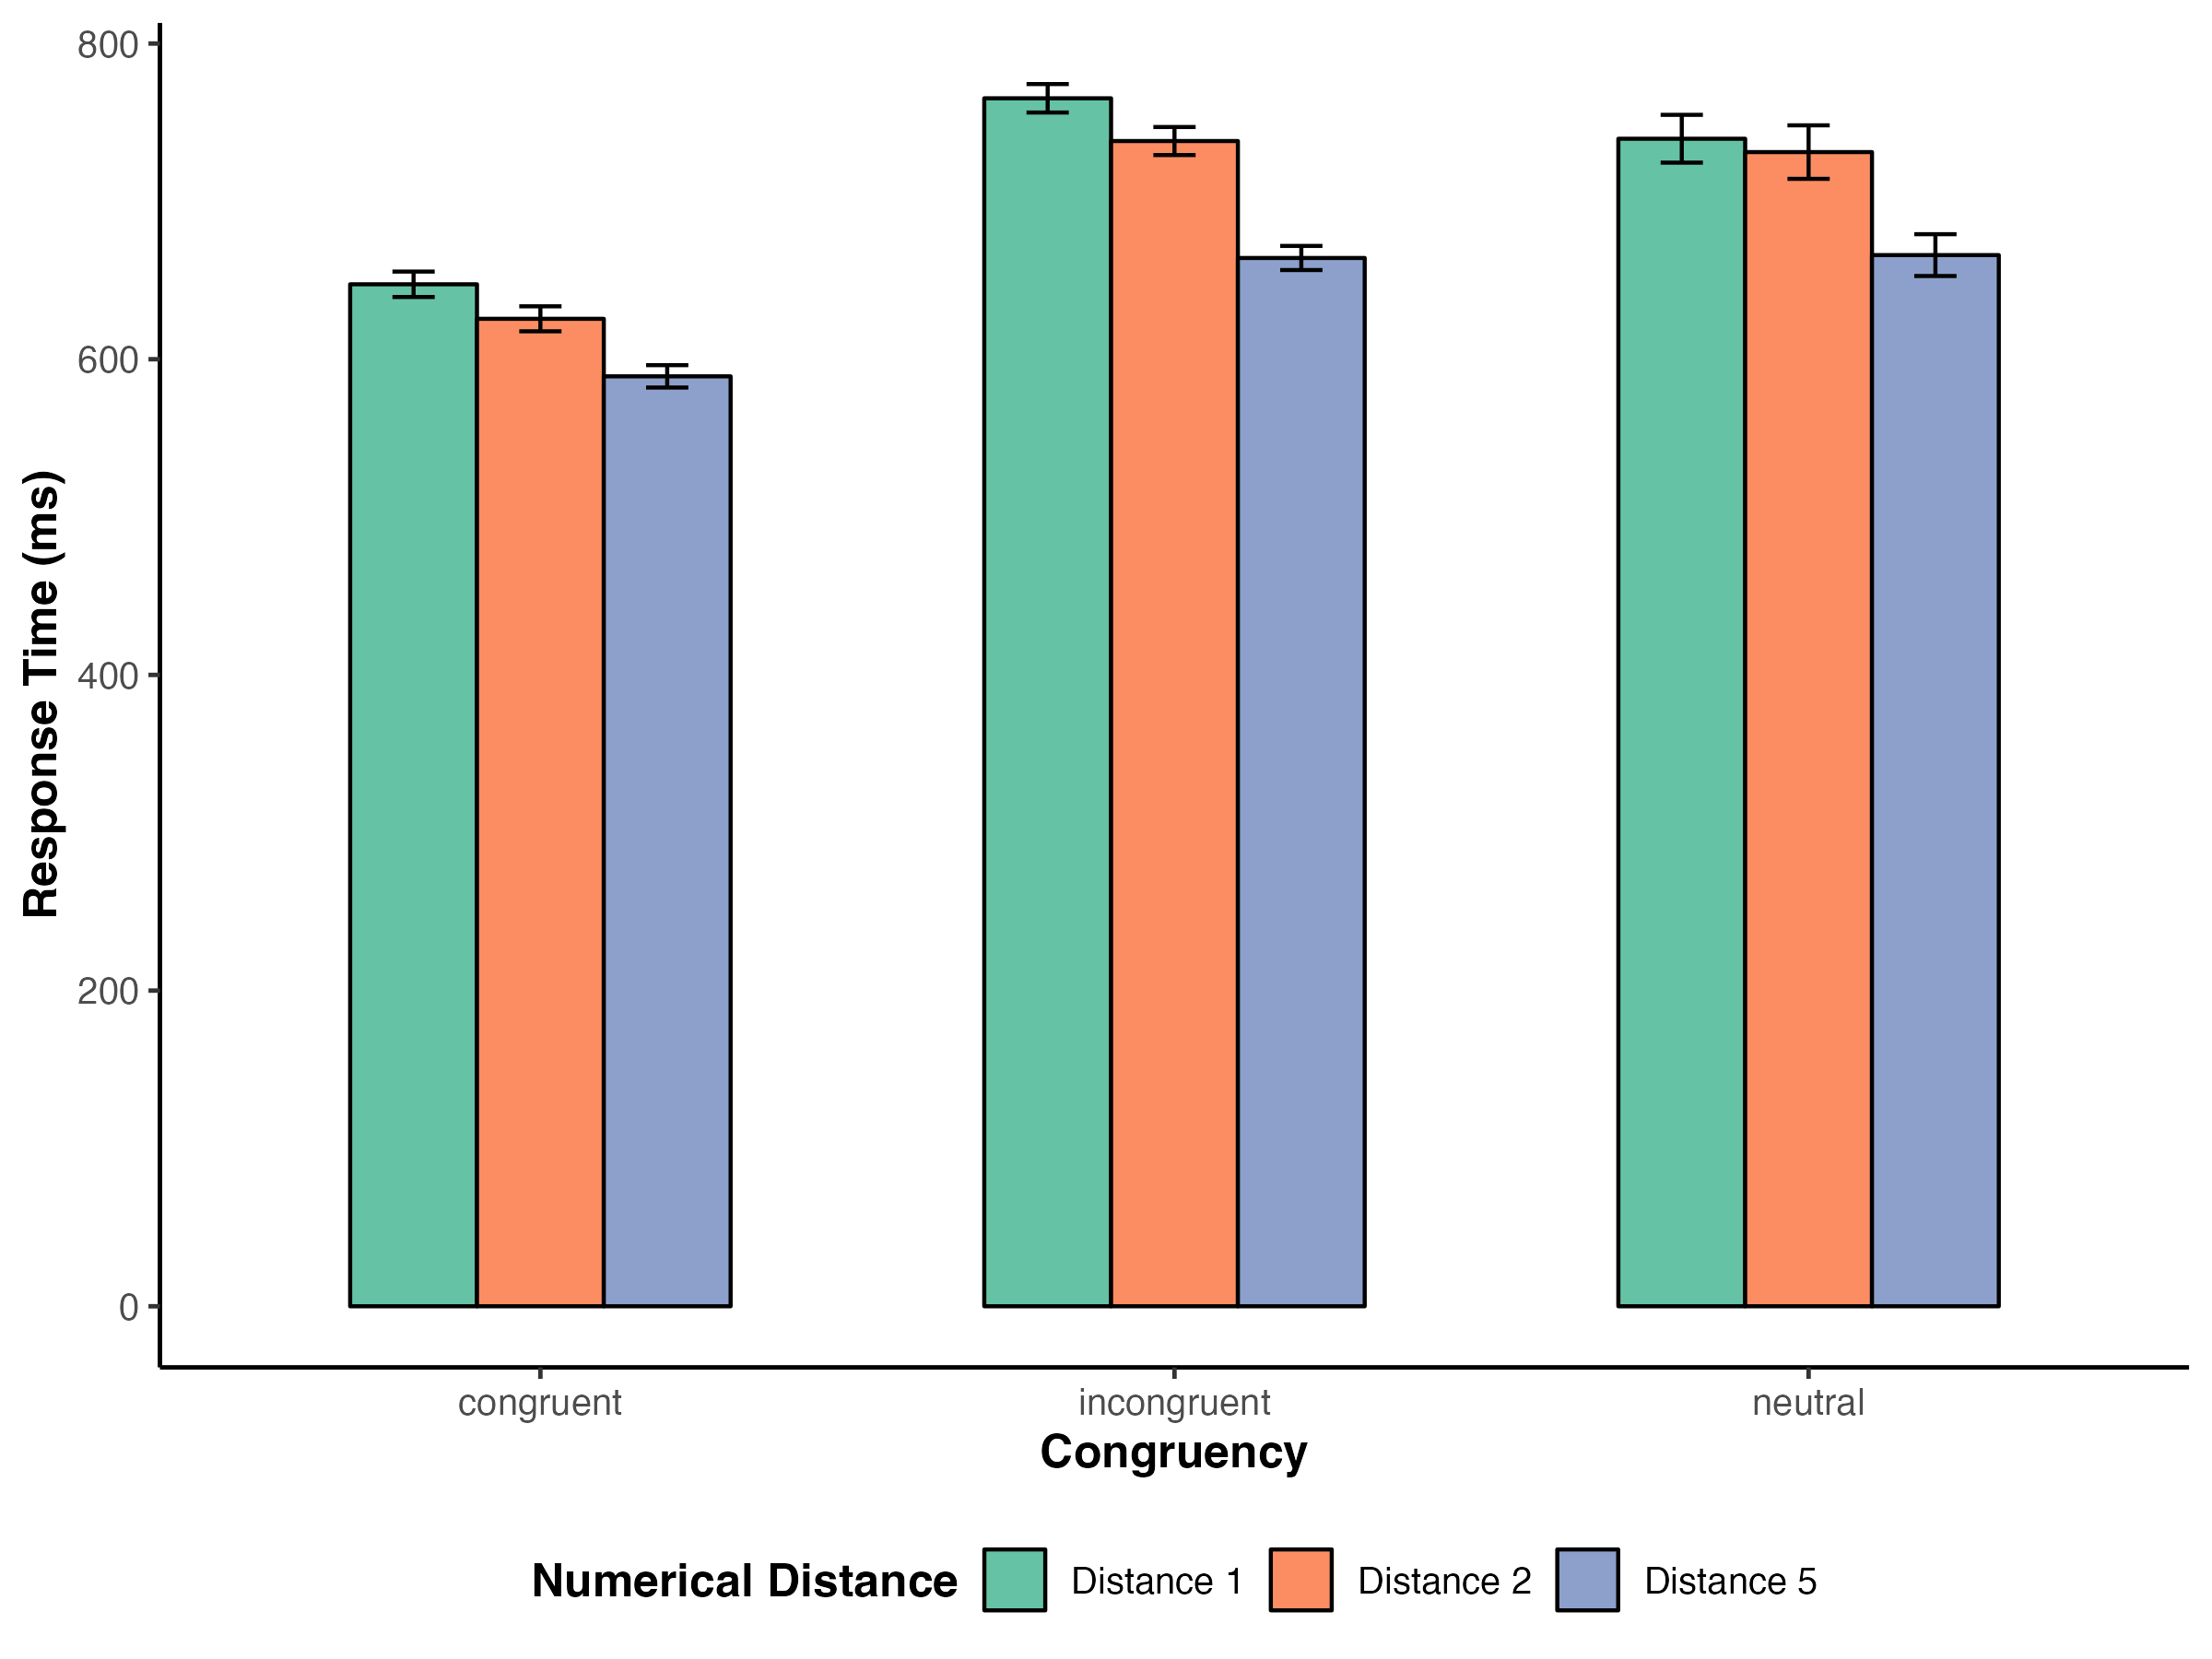 800
600
400
200
0
Response Time (ms)
congruent incongruent neutral
Congruency
Numerical Distance Distance 1 Distance 2 Distance 5